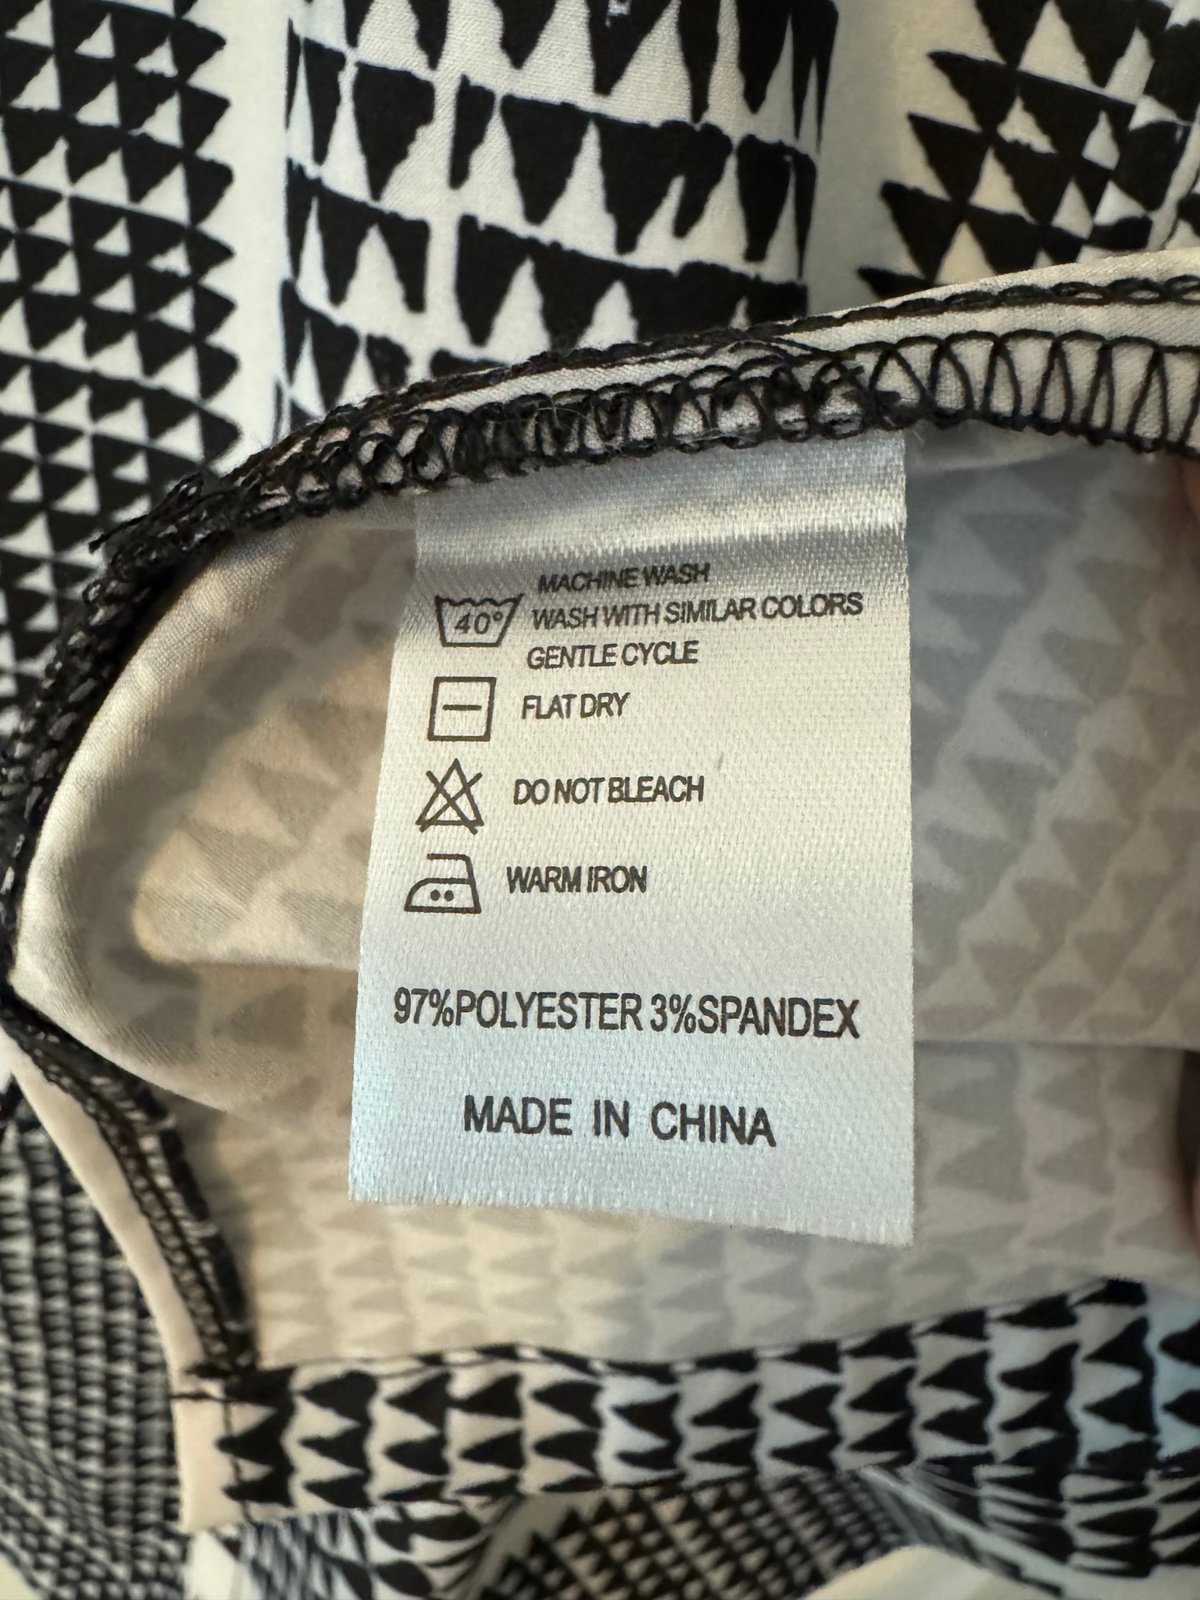 MACHINE WASH
40° WASH WITH SIMILAR COLORS
GENTLE CYCLE
FLAT DRY
DO NOT BLEACH
WARM IRON
97%POLYESTER 3%SPANDEX
MADE IN CHINA